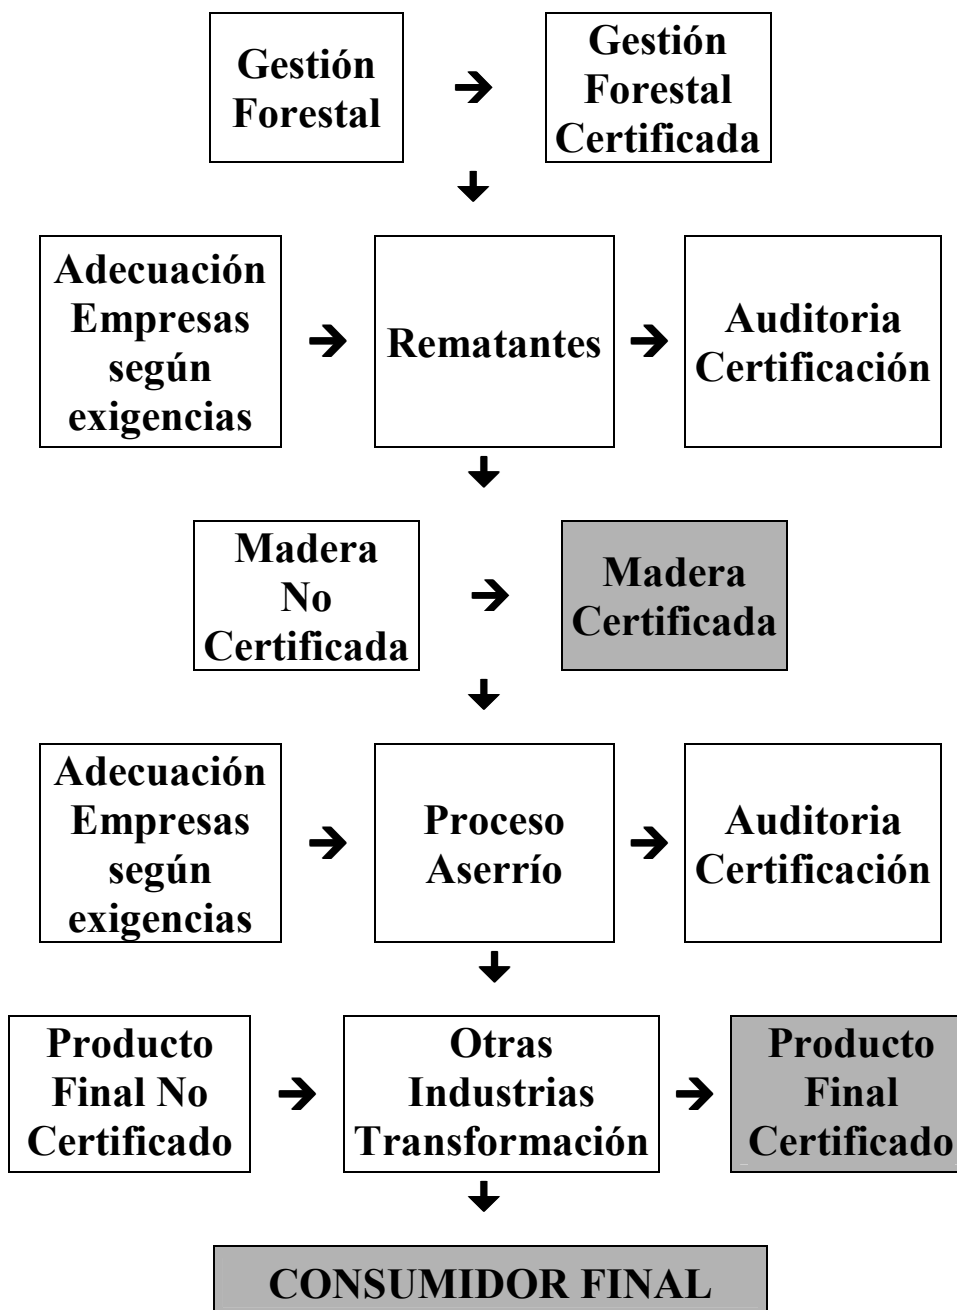 Gestión
Forestal
Gestión
Forestal
Certificada
Adecuación
Empresas
según
exigencias
Rematantes
Auditoria
Certificación
Madera
No
Certificada
Madera
Certificada
Adecuación
Empresas
según
exigencias
Proceso
Aserrío
Auditoria
Certificación
Producto
Final No
Certificado
Otras
Industrias
Transformación
Producto
Final
Certificado
CONSUMIDOR FINAL